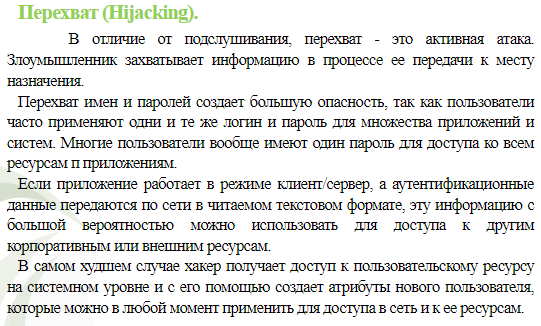 Перехват (Hijacking).
В отличие от подслушивания, перехват - это активная атака.
Злоумышленник захватывает информацию в процессе ее передачи к месту
назначения.
Перехват имен и паролей создает большую опасность, так как пользователи
часто применяют одни и те же логин и пароль для множества приложений и
систем. Многие пользователи вообще имеют один пароль для доступа ко всем
ресурсам п приложениям.
Если приложение работает в режиме клиент/сервер, а аутентификационные
данные передаются по сети в читаемом текстовом формате, эту информацию с
большой вероятностью можно использовать для доступа к другим
корпоративным или внешним ресурсам.
В самом худшем случае хакер получает доступ к пользовательскому ресурсу
на системном уровне и с его помощью создает атрибуты нового пользователя,
которые можно в любой момент применить для доступа в сеть и к ее ресурсам.